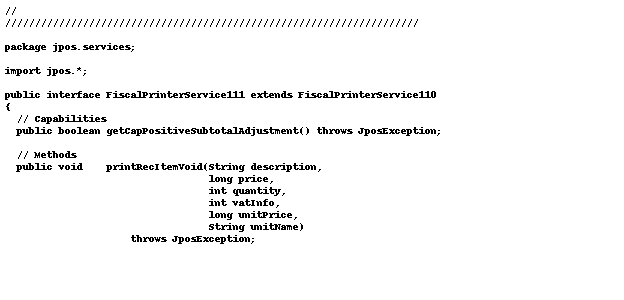 //
//////////////////////////////////////////////////////////////////////
package jpos.services;
import jpos.*;
public interface FiscalPrinterService111 extends FiscalPrinterService110
{
// Capabilities
public boolean getCapPositiveSubtotalAdjustment() throws JposException;
// Methods
public void    printRecItemVoid(String description,
long price,
int quantity,
int vatInfo,
long unitPrice,
String unitName)
throws JposException;